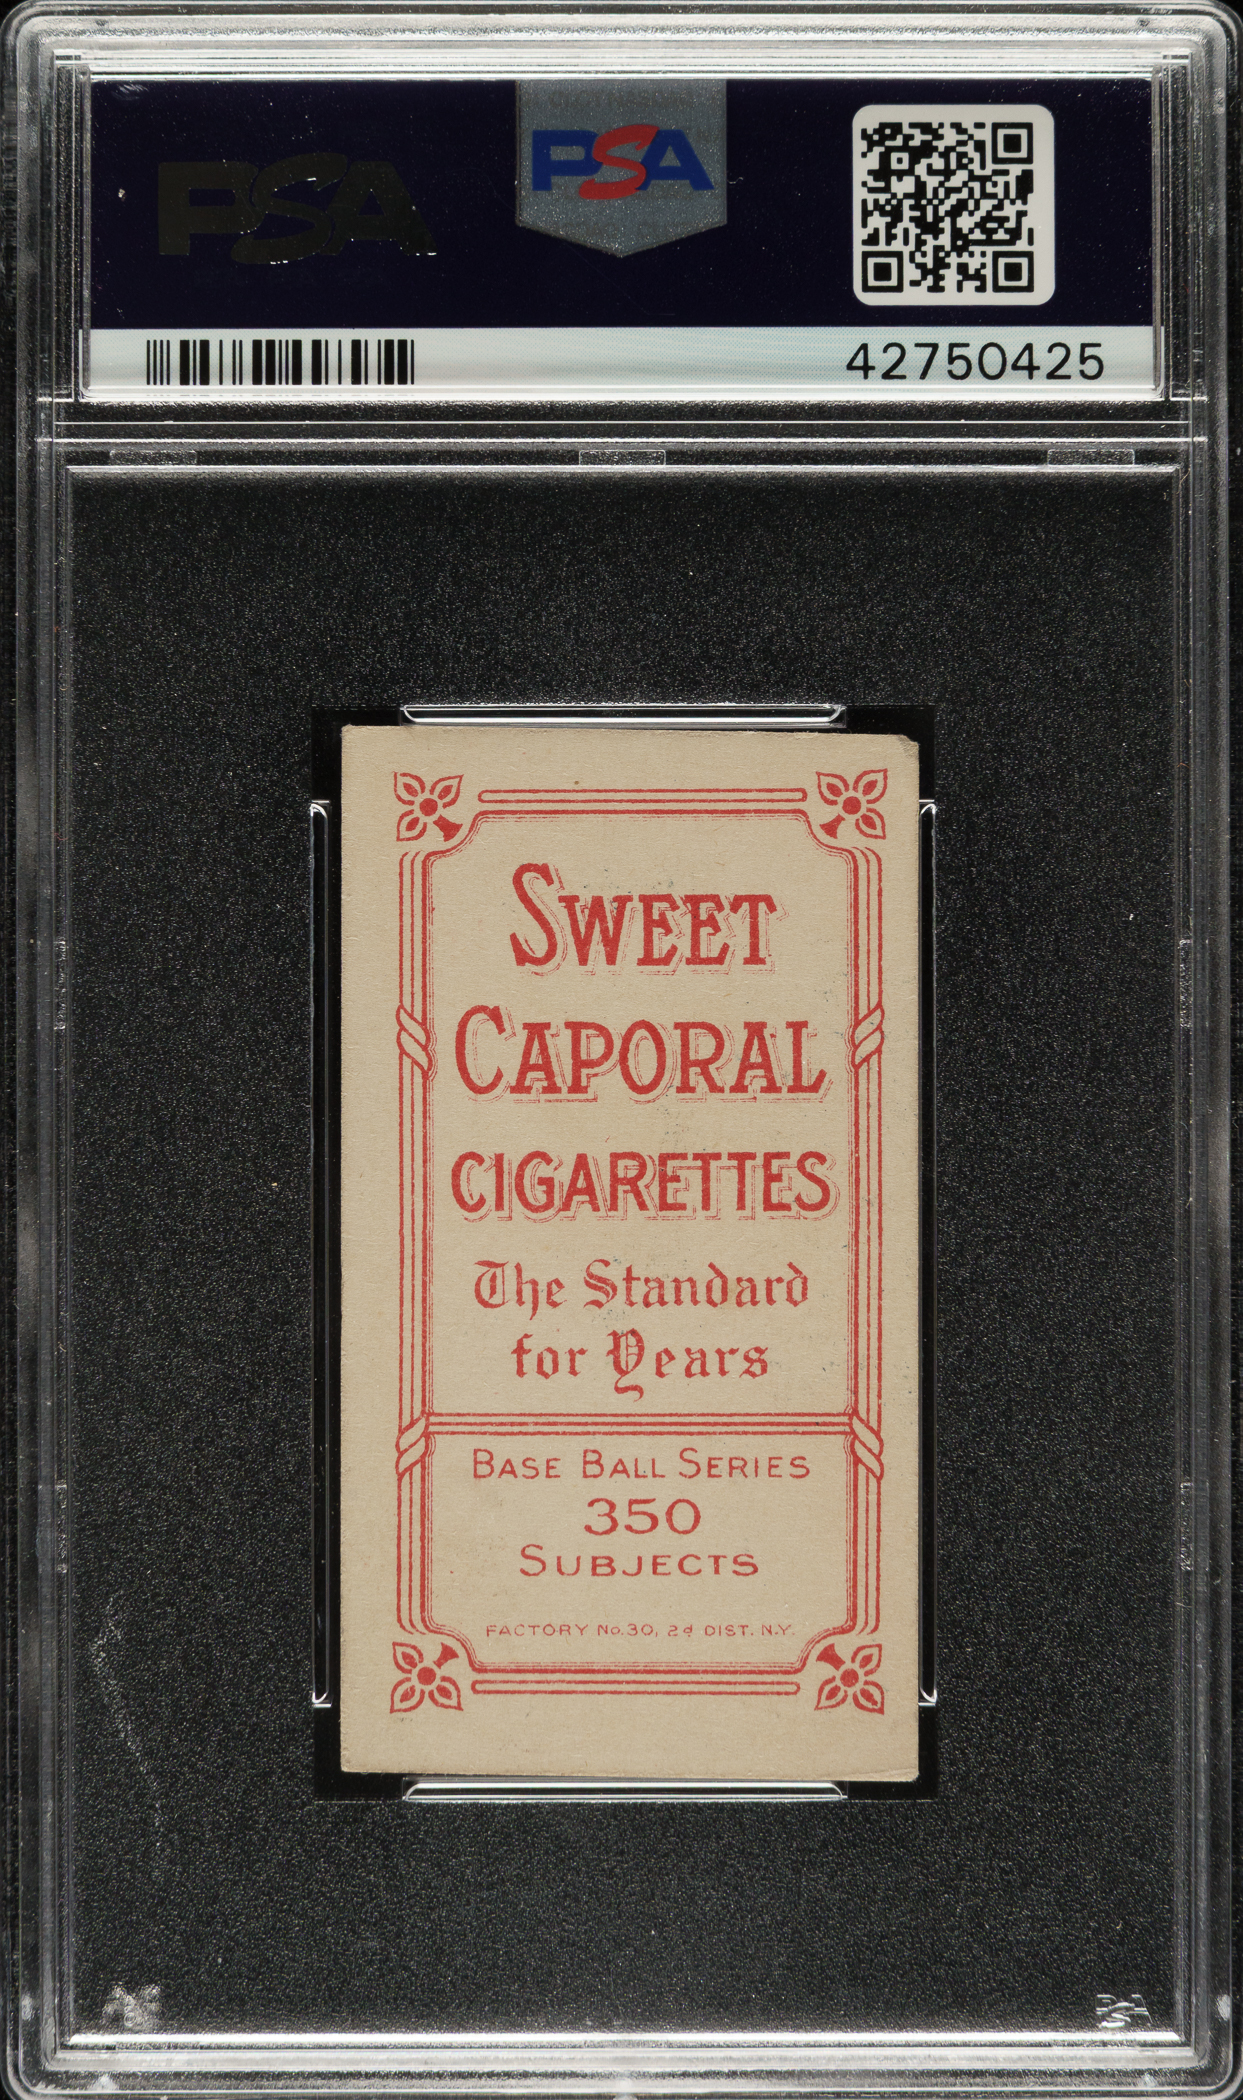 PSA
PSA
42750425
SWEET
CAPORAL
CIGARETTES
The Standard
for Years
BASE BALL SERIES
350
SUBJECTS
FACTORY No.30, 2d DIST. N.Y.
PSA